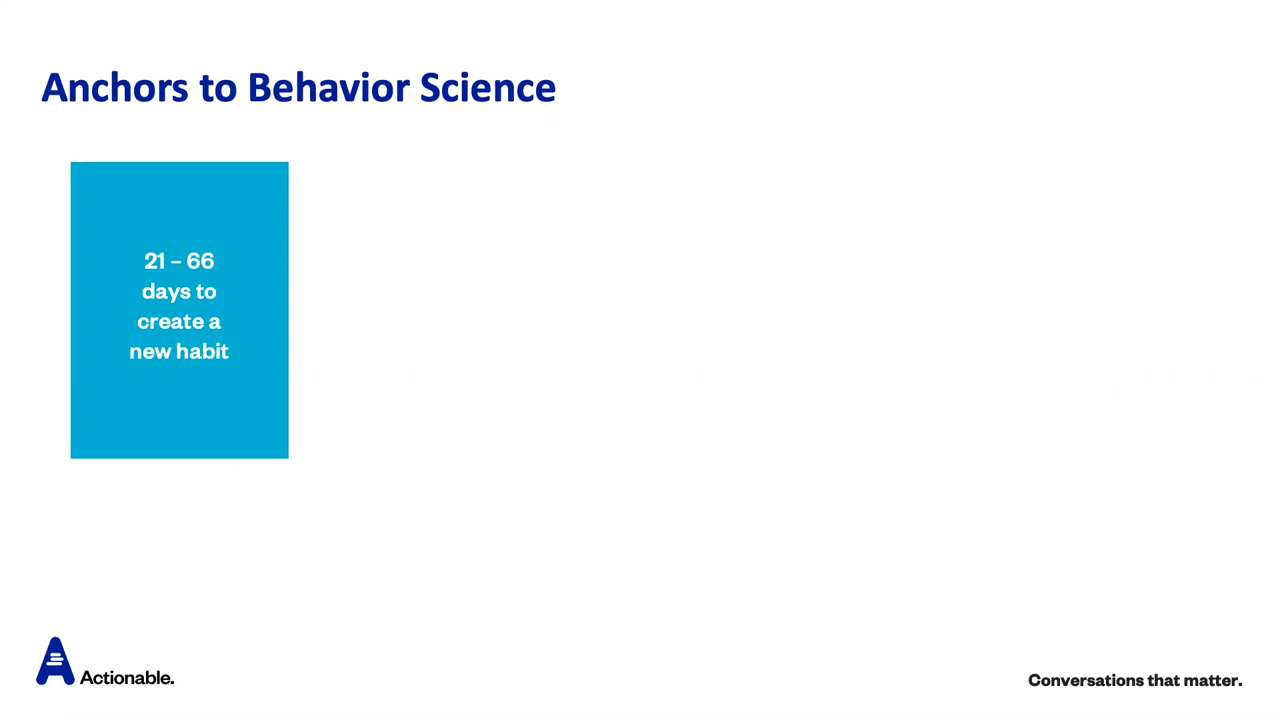 Anchors to Behavior Science
21 – 66
days to
create a
new habit
Actionable.
Conversations that matter.